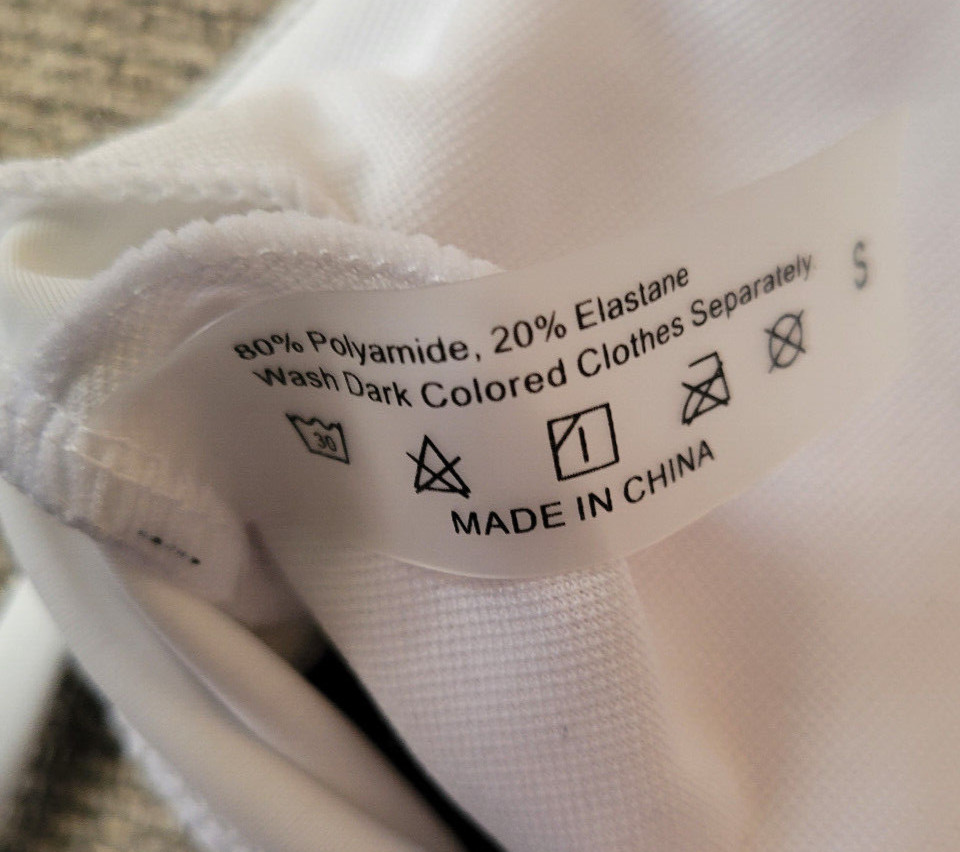 80% Polyamide, 20% Elastane
Wash Dark Colored Clothes Separately
S
30
MADE IN CHINA